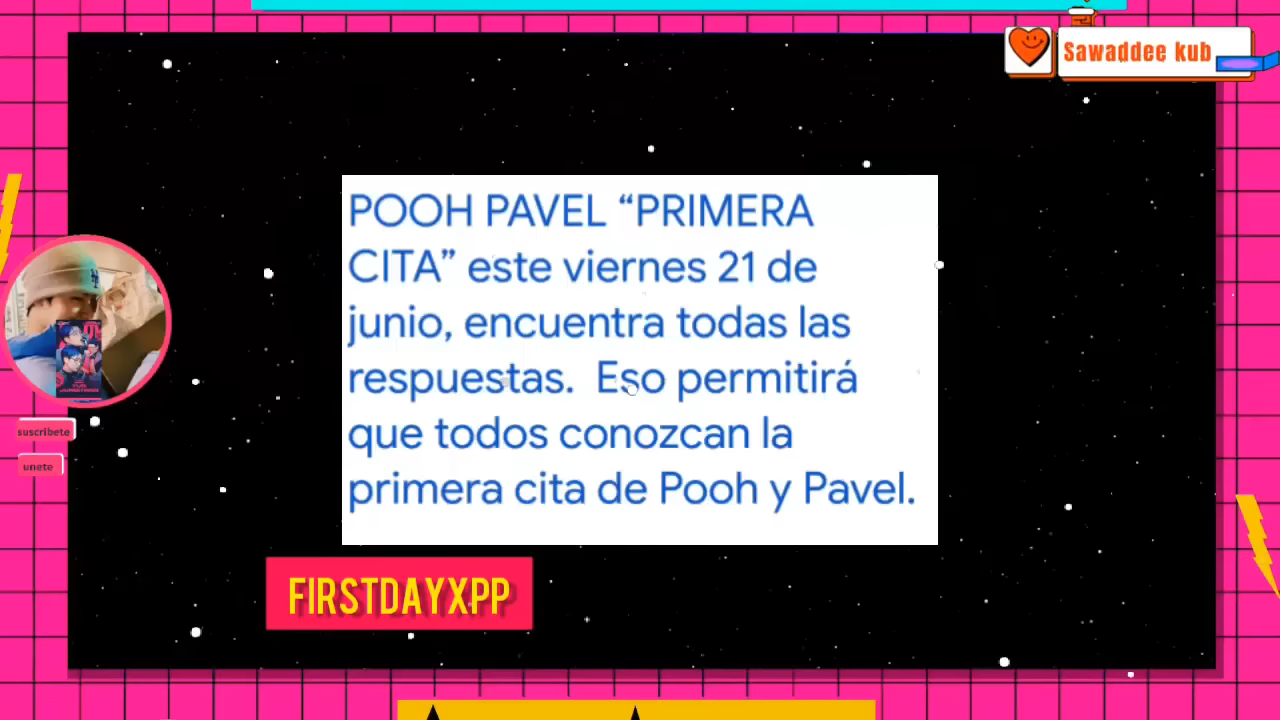 Sawaddee kub
POOH PAVEL “PRIMERA
CITA” este viernes 21 de
junio, encuentra todas las
respuestas.  Eso permitirá
que todos conozcan la
primera cita de Pooh y Pavel.
suscribete
unete
FIRSTDAYXPP